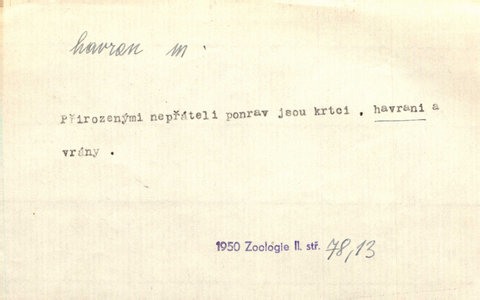 havran m.
Přirozenými nepřáteli ponrav jsou krtci , havrani a
vrány .
1950 Zoologie II. stř. 78,13